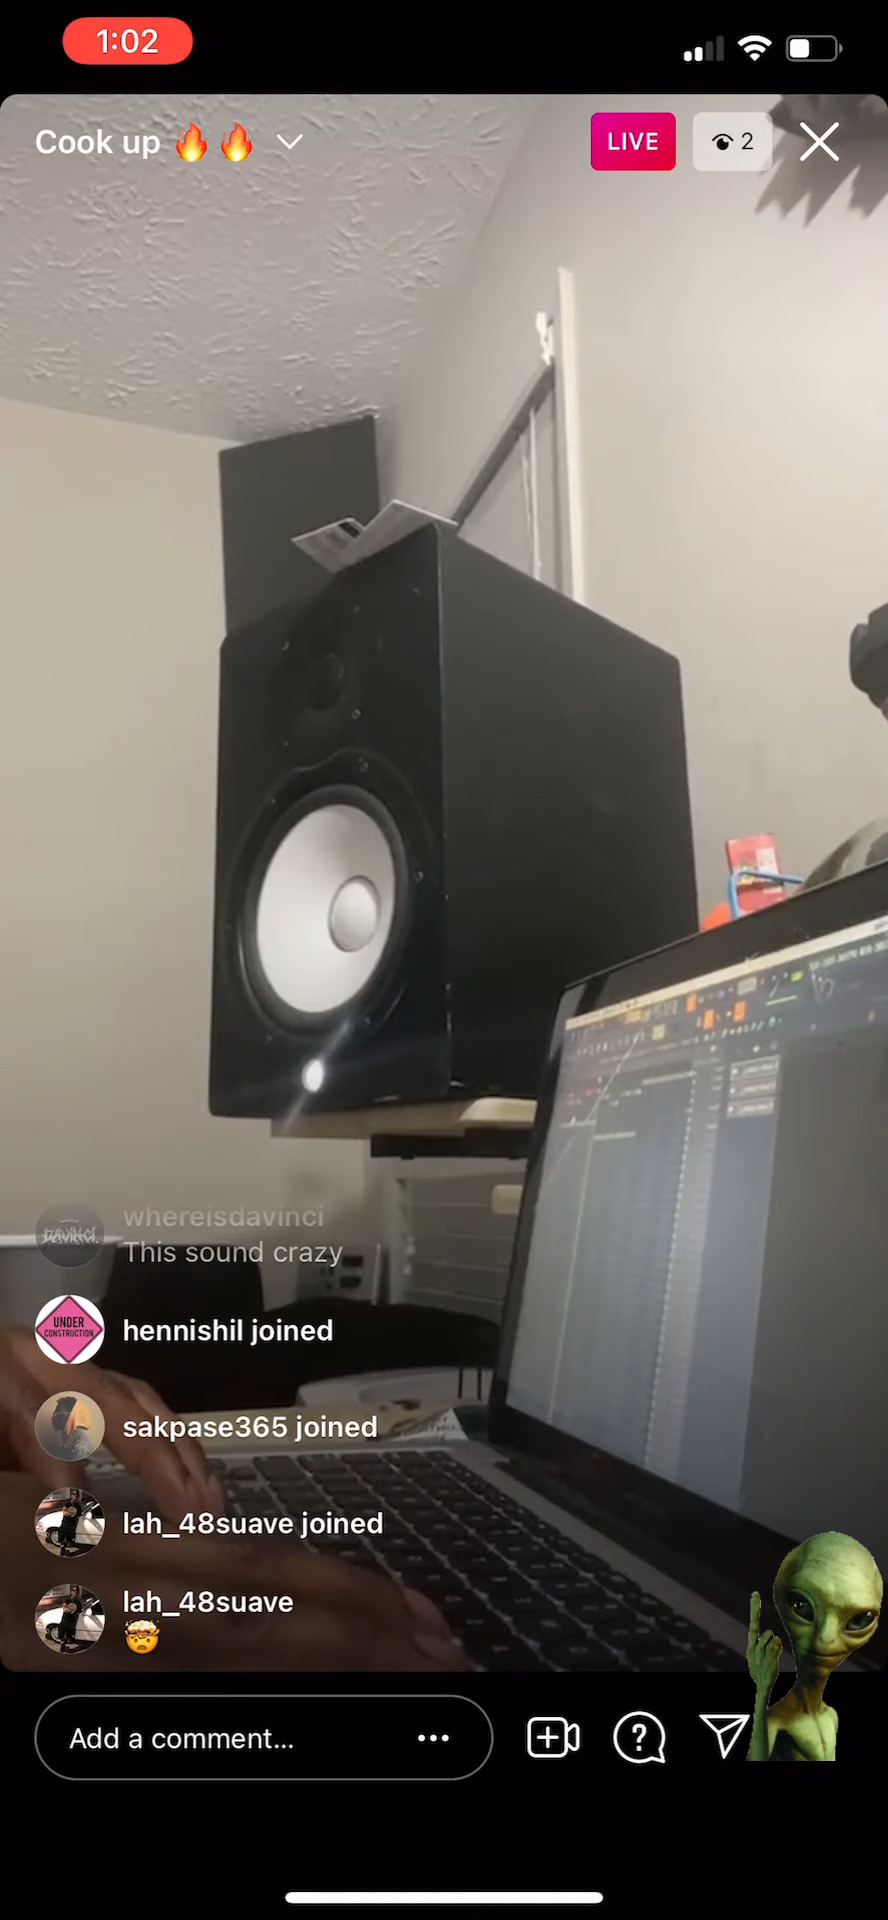 1:02
Cook up 🔥🔥
LIVE
2
whereisdavinci
This sound crazy
UNDER
CONSTRUCTION
hennishil joined
sakpase365 joined
lah_48suave joined
lah_48suave
🤯
Add a comment...